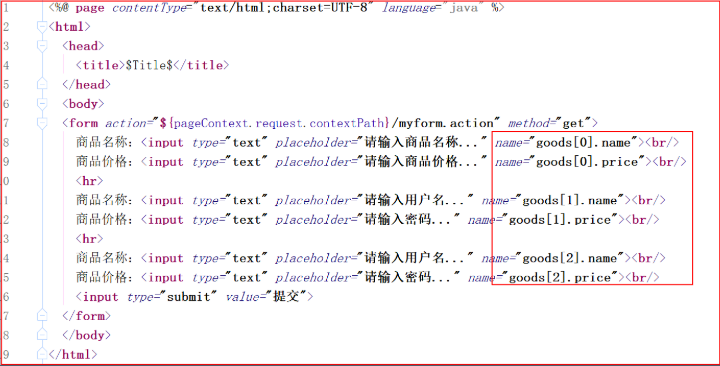 1 <%@ page contentType="text/html;charset=UTF-8" language="java" %>
2 <html>
3 <head>
4 <title>$Title$</title>
5 </head>
6 <body>
7 <form action="${pageContext.request.contextPath}/myform.action" method="get">
8 商品名称：<input type="text" placeholder="请输入商品名称..." name="goods[0].name"><br/>
9 商品价格：<input type="text" placeholder="请输入商品价格..." name="goods[0].price"><br/>
0 <hr>
1 商品名称：<input type="text" placeholder="请输入用户名..." name="goods[1].name"><br/>
2 商品价格：<input type="text" placeholder="请输入密码..." name="goods[1].price"><br/>
3 <hr>
4 商品名称：<input type="text" placeholder="请输入用户名..." name="goods[2].name"><br/>
5 商品价格：<input type="text" placeholder="请输入密码..." name="goods[2].price"><br/>
6 <input type="submit" value="提交">
7 </form>
8 </body>
9 </html>